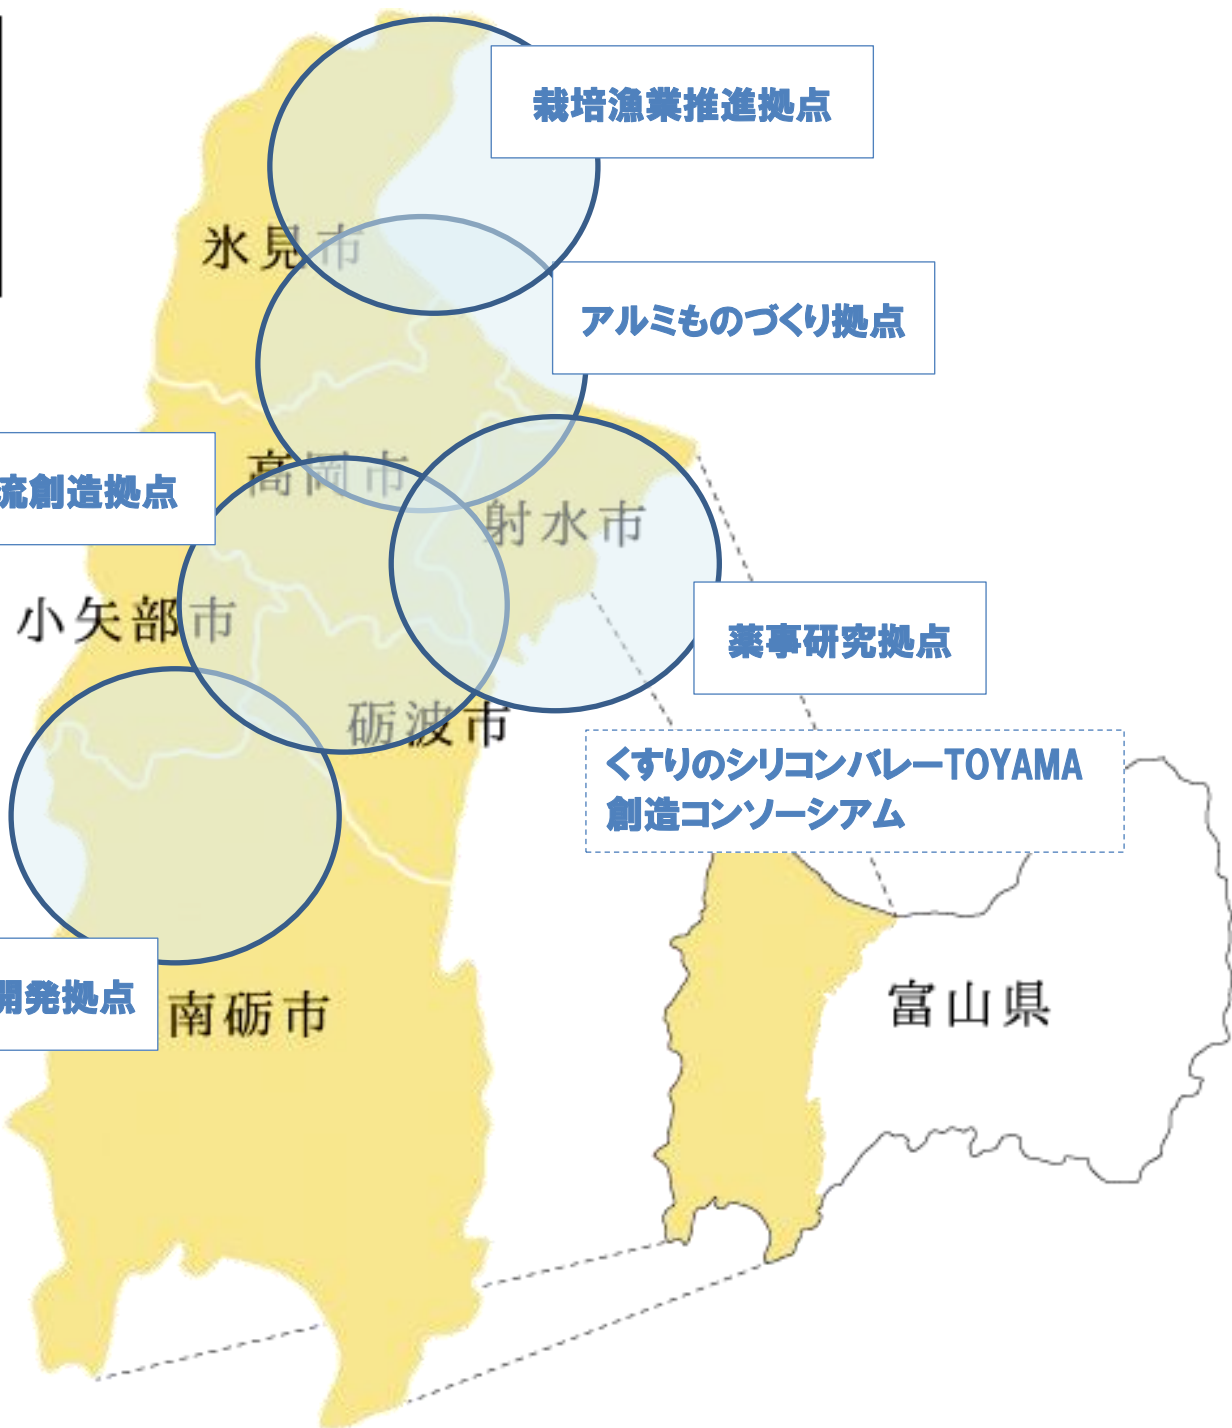 栽培漁業推進拠点
氷見市
アルミものづくり拠点
高岡市
流創造拠点
射水市
小矢部市
薬事研究拠点
砺波市
くすりのシリコンバレーTOYAMA
創造コンソーシアム
開発拠点
南砺市
富山県